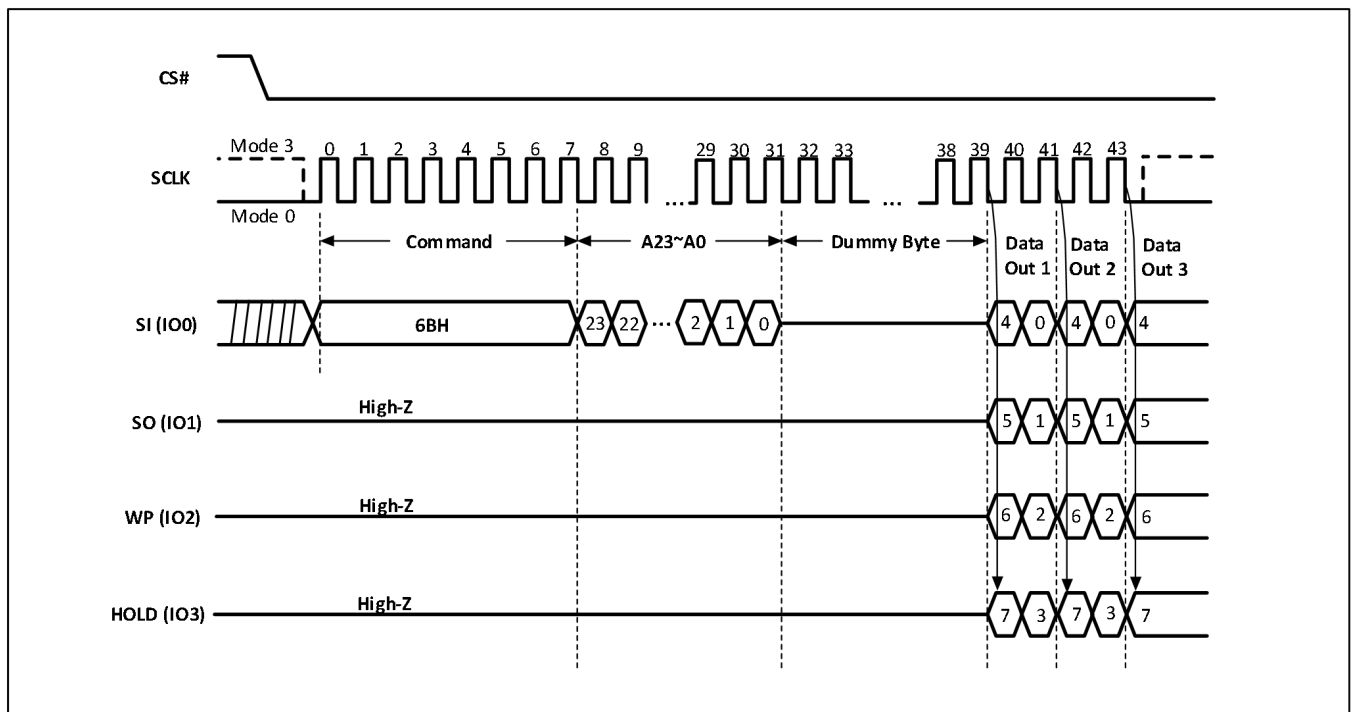 CS#
Mode 3
0 1 2 3 4 5 6 7 8 9 29 30 31 32 33 38 39 40 41 42 43
SCLK
... ...
Mode 0
Command A23~A0 Dummy Byte Data Out 1 Data Out 2 Data Out 3
SI (IO0) 6BH 23 22 ... 2 1 0 4 0 4 0 4
High-Z
SO (IO1) 5 1 5 1 5
High-Z
WP (IO2) 6 2 6 2 6
High-Z
HOLD (IO3) 7 3 7 3 7